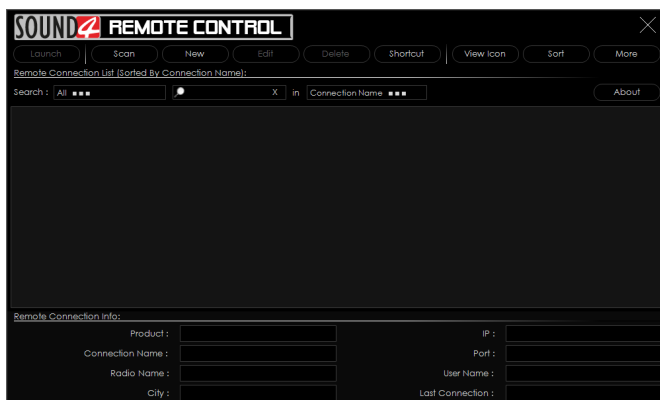 SOUND4 REMOTE CONTROL
Launch Scan New Edit Delete Shortcut View Icon Sort More
Remote Connection List (Sorted By Connection Name):
Search : All ■■■ X in Connection Name ■■■ About
Remote Connection Info:
Product : IP :
Connection Name : Port :
Radio Name : User Name :
City : Last Connection :